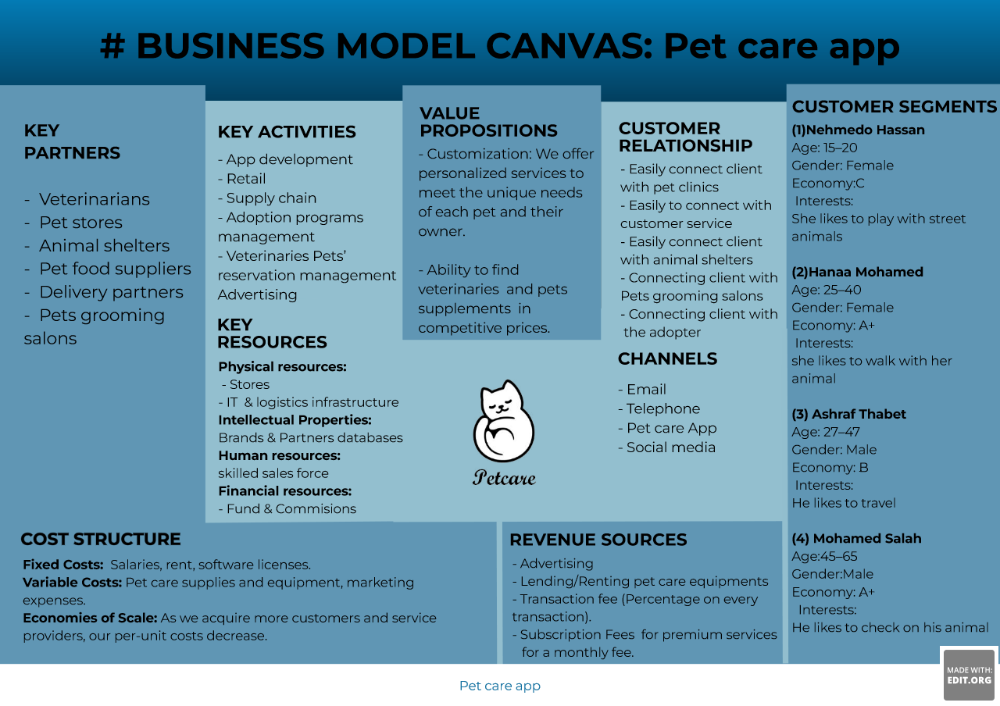 # BUSINESS MODEL CANVAS: Pet care app
KEY
PARTNERS
- Veterinarians
- Pet stores
- Animal shelters
- Pet food suppliers
- Delivery partners
- Pets grooming
salons
KEY ACTIVITIES
- App development
- Retail
- Supply chain
- Adoption programs
management
- Veterinaries Pets’
reservation management
Advertising
KEY
RESOURCES
Physical resources:
- Stores
- IT & logistics infrastructure
Intellectual Properties:
Brands & Partners databases
Human resources:
skilled sales force
Financial resources:
- Fund & Commisions
VALUE
PROPOSITIONS
- Customization: We offer
personalized services to
meet the unique needs
of each pet and their
owner.
- Ability to find
veterinaries and pets
supplements in
competitive prices.
Petcare
CUSTOMER
RELATIONSHIP
- Easily connect client
with pet clinics
- Easily to connect with
customer service
- Easily connect client
with animal shelters
- Connecting client with
Pets grooming salons
- Connecting client with
the adopter
CHANNELS
- Email
- Telephone
- Pet care App
- Social media
CUSTOMER SEGMENTS
(1)Nehmedo Hassan
Age: 15–20
Gender: Female
Economy:C
Interests:
She likes to play with street
animals
(2)Hanaa Mohamed
Age: 25–40
Gender: Female
Economy: A+
Interests:
she likes to walk with her
animal
(3) Ashraf Thabet
Age: 27–47
Gender: Male
Economy: B
Interests:
He likes to travel
(4) Mohamed Salah
Age:45–65
Gender:Male
Economy: A+
Interests:
He likes to check on his animal
COST STRUCTURE
Fixed Costs: Salaries, rent, software licenses.
Variable Costs: Pet care supplies and equipment, marketing
expenses.
Economies of Scale: As we acquire more customers and service
providers, our per-unit costs decrease.
REVENUE SOURCES
- Advertising
- Lending/Renting pet care equipments
- Transaction fee (Percentage on every
transaction).
- Subscription Fees for premium services
for a monthly fee.
Pet care app
MADE WITH:
EDIT.ORG